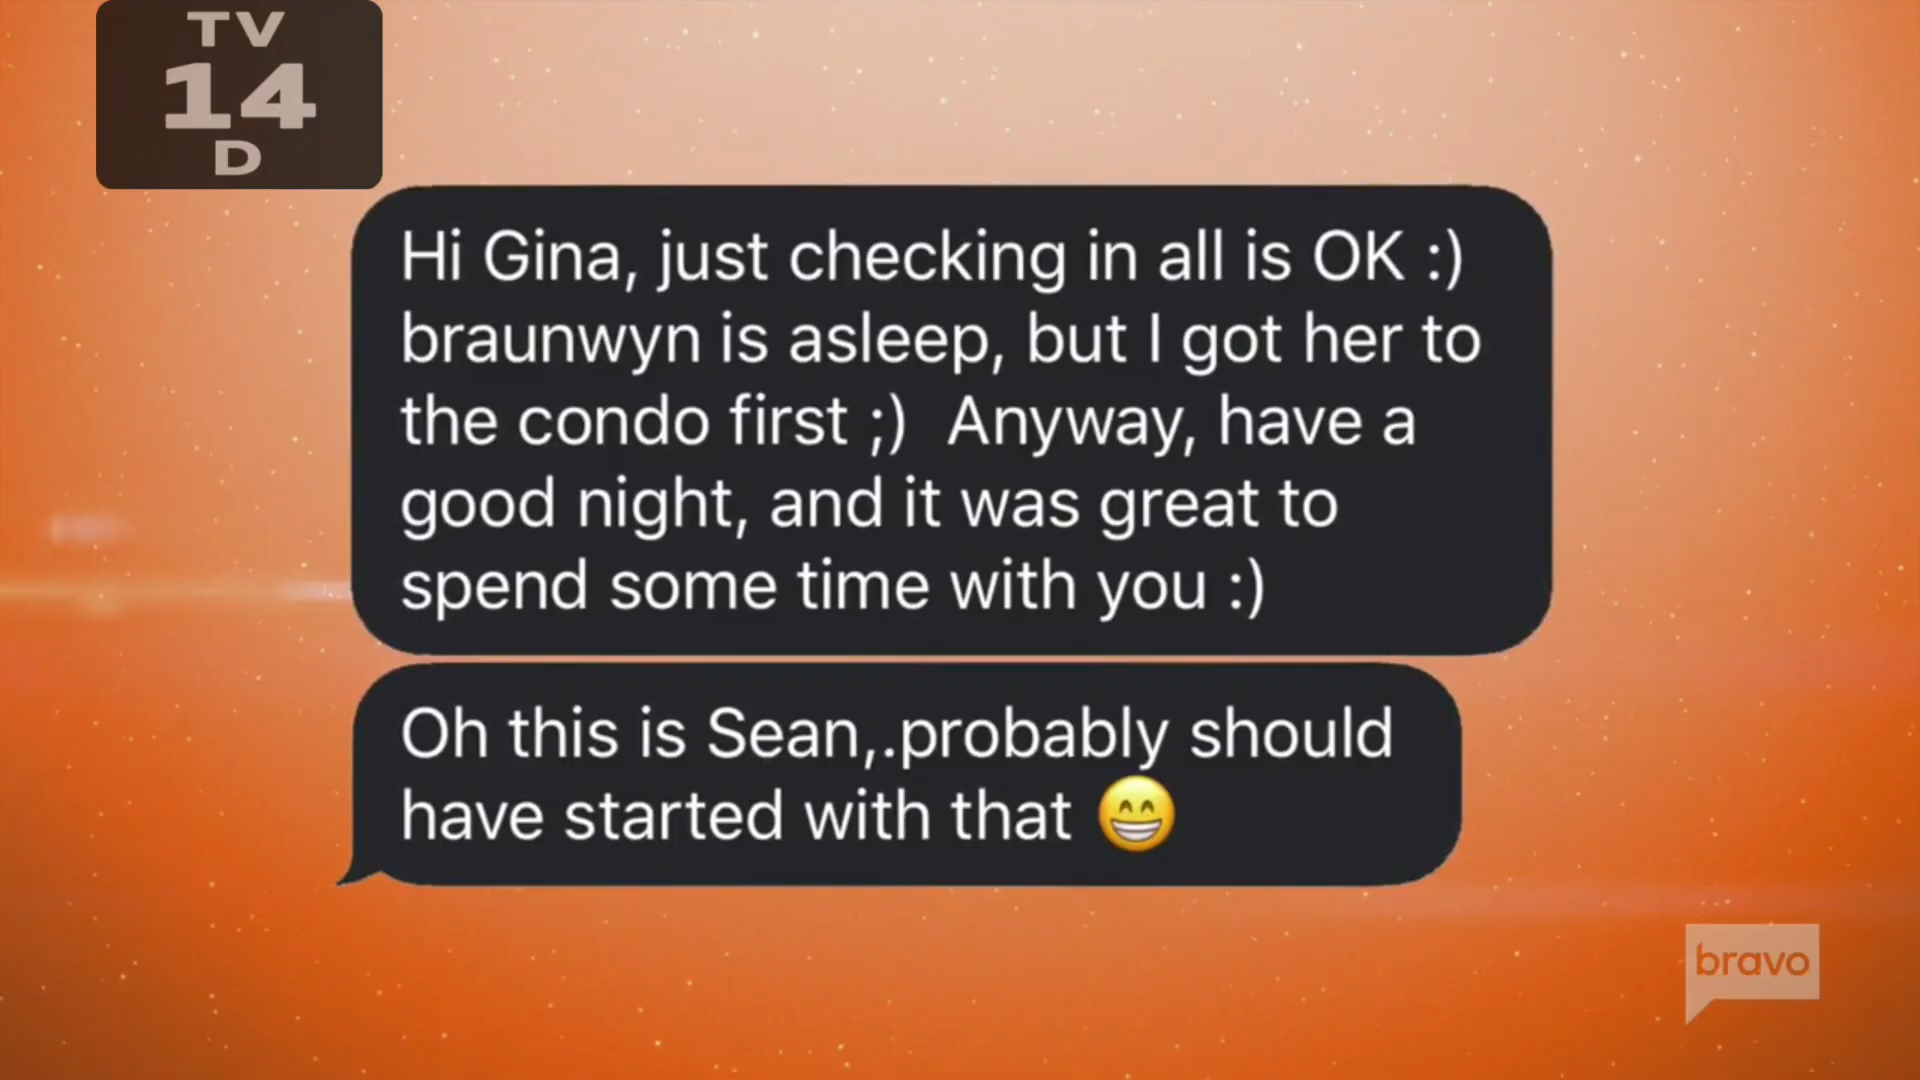 TV
14
D
Hi Gina, just checking in all is OK :)
braunwyn is asleep, but I got her to
the condo first ;)  Anyway, have a
good night, and it was great to
spend some time with you :)
Oh this is Sean,.probably should
have started with that 😁
bravo